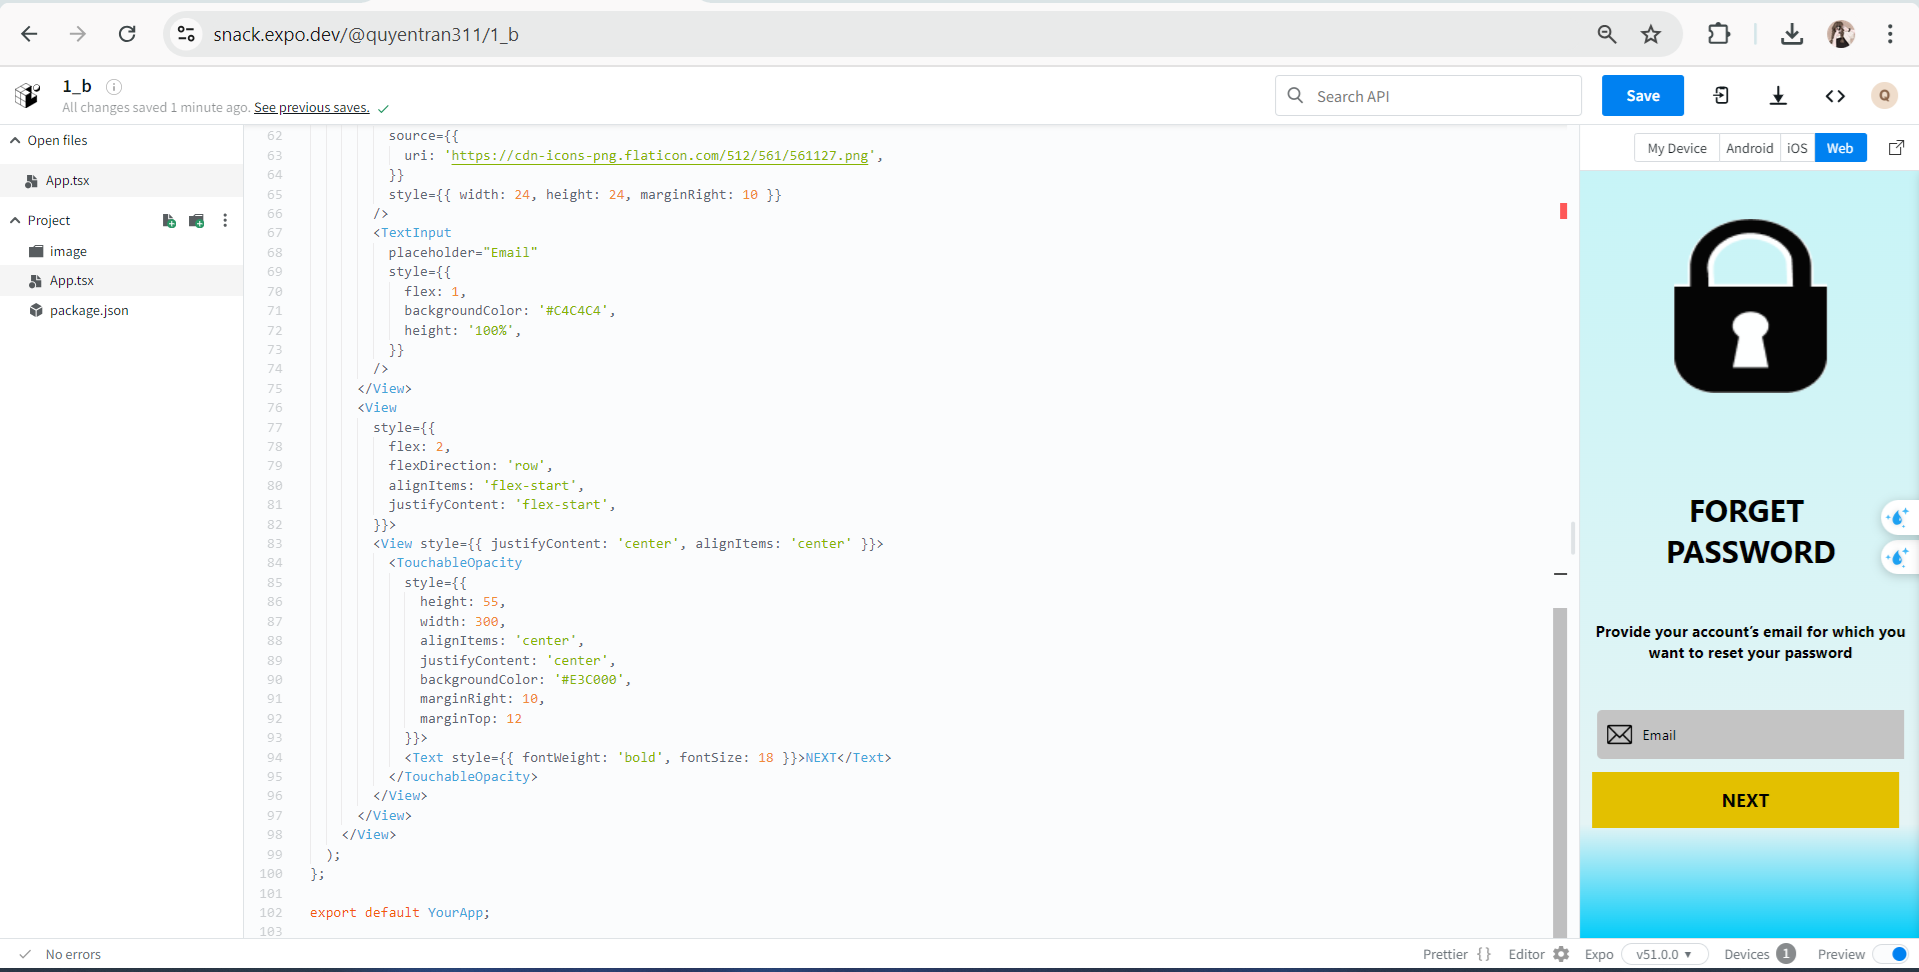 snack.expo.dev/@quyentran311/1_b
1_b
All changes saved 1 minute ago. See previous saves.
Search API
Save
Q
Open files
App.tsx
Project
image
App.tsx
package.json
62 source={{
63 uri: 'https://cdn-icons-png.flaticon.com/512/561/561127.png',
64 }}
65 style={{ width: 24, height: 24, marginRight: 10 }}
66 />
67 <TextInput
68 placeholder="Email"
69 style={{
70 flex: 1,
71 backgroundColor: '#C4C4C4',
72 height: '100%',
73 }}
74 />
75 </View>
76 <View
77 style={{
78 flex: 2,
79 flexDirection: 'row',
80 alignItems: 'flex-start',
81 justifyContent: 'flex-start',
82 }}>
83 <View style={{ justifyContent: 'center', alignItems: 'center' }}>
84 <TouchableOpacity
85 style={{
86 height: 55,
87 width: 300,
88 alignItems: 'center',
89 justifyContent: 'center',
90 backgroundColor: '#E3C000',
91 marginRight: 10,
92 marginTop: 12
93 }}>
94 <Text style={{ fontWeight: 'bold', fontSize: 18 }}>NEXT</Text>
95 </TouchableOpacity>
96 </View>
97 </View>
98 </View>
99 );
100 };
101
102 export default YourApp;
103
My Device Android iOS Web
FORGET
PASSWORD
Provide your account's email for which you
want to reset your password
Email
NEXT
No errors
Prettier {} Editor Expo v51.0.0 Devices 1 Preview